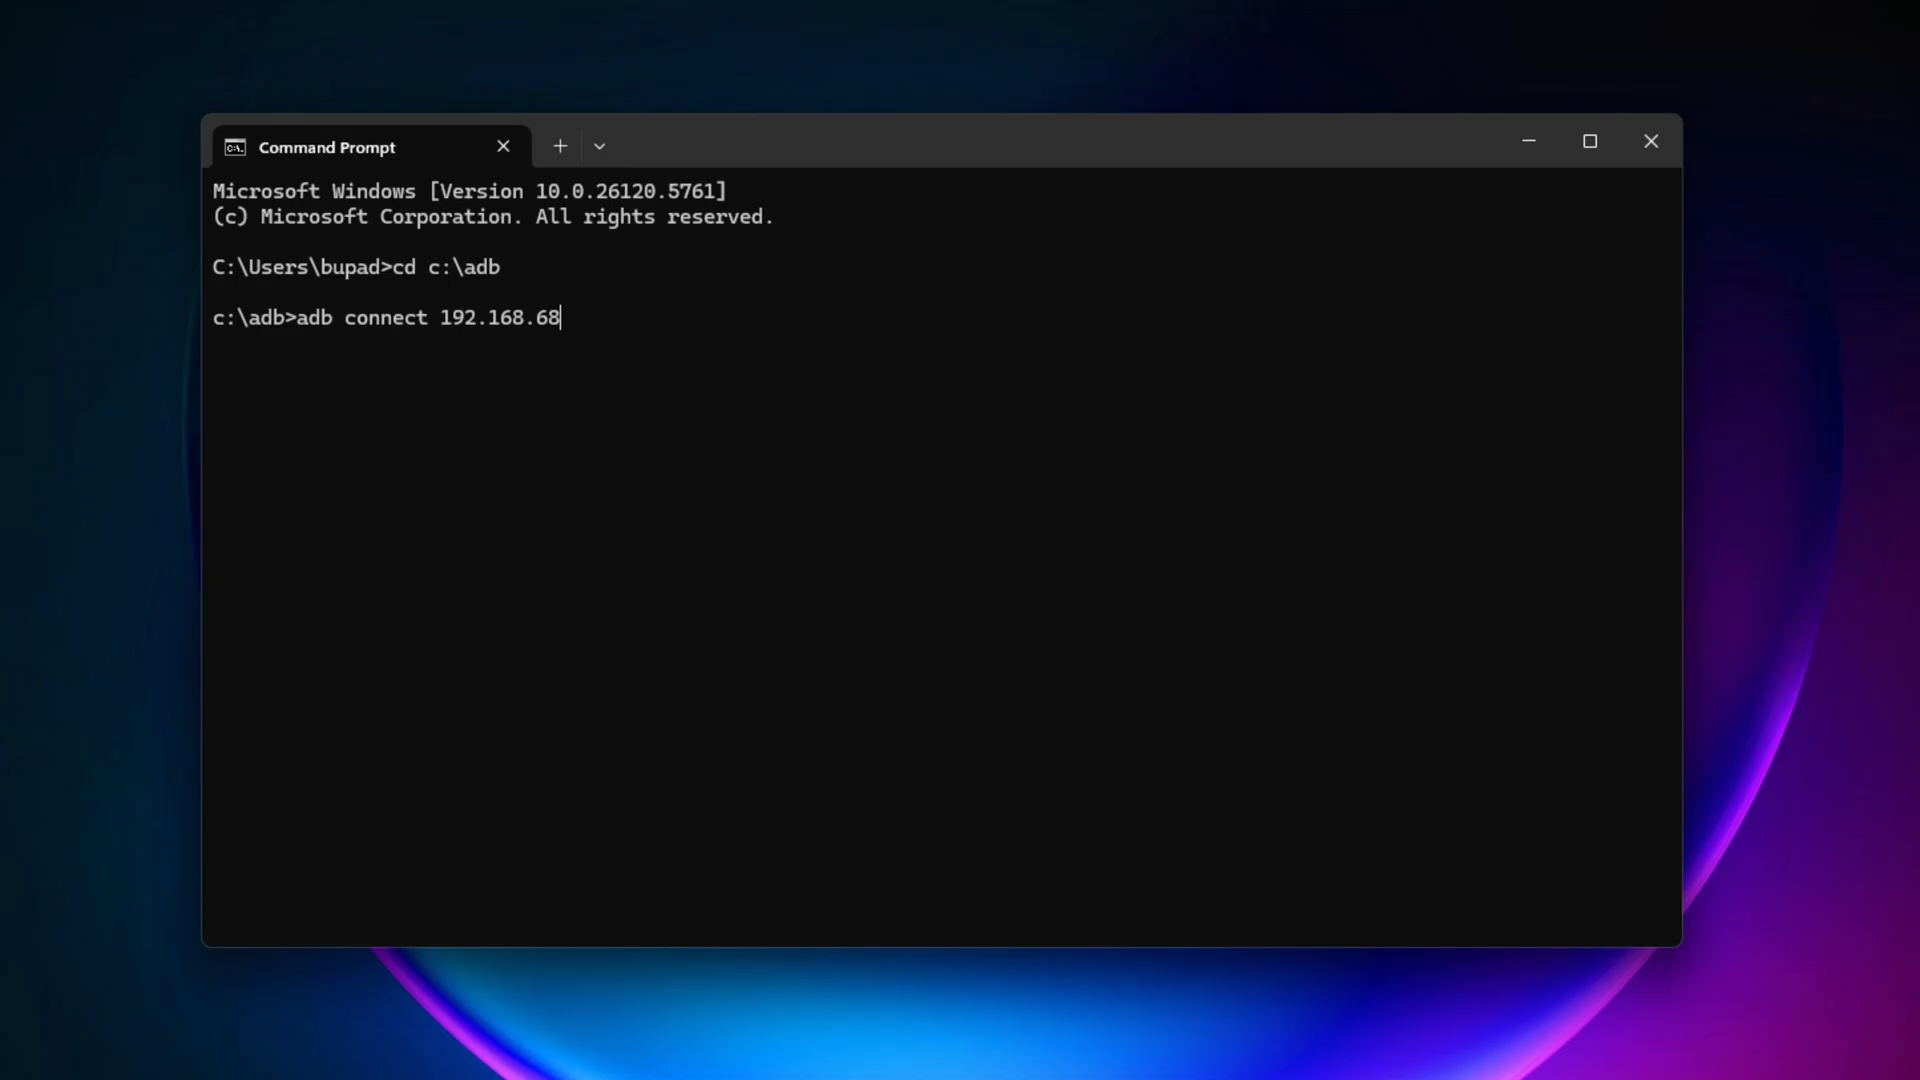 Command Prompt
Microsoft Windows [Version 10.0.26120.5761]
(c) Microsoft Corporation. All rights reserved.
C:\Users\bupad>cd c:\adb
c:\adb>adb connect 192.168.68